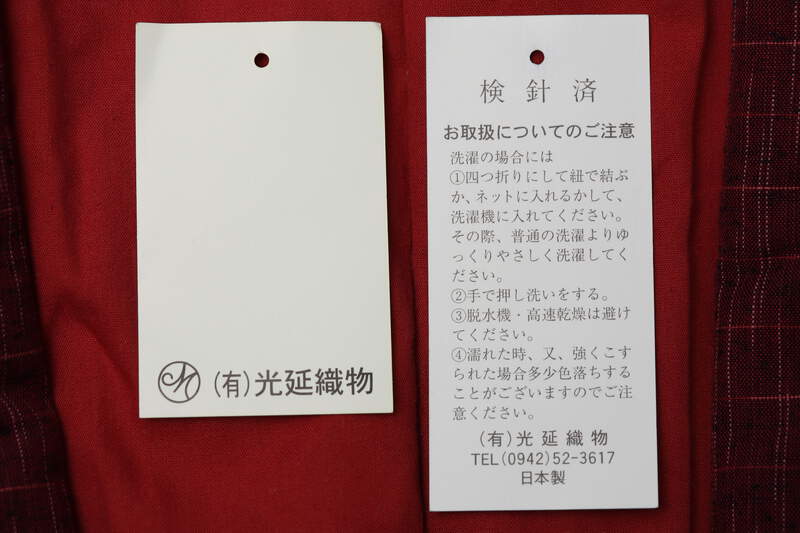 (有)光延織物
検針済
お取扱についてのご注意
洗濯の場合には
①四つ折りにして紐で結ぶ
か、ネットに入れるかして、
洗濯機に入れてください。
その際、普通の洗濯よりゆ
っくりやさしく洗濯してく
ださい。
②手で押し洗いをする。
③脱水機・高速乾燥は避け
てください。
④濡れた時、又、強くこす
られた場合多少色落ちする
ことがございますのでご注
意ください。
(有)光延織物
TEL(0942)52-3617
日本製